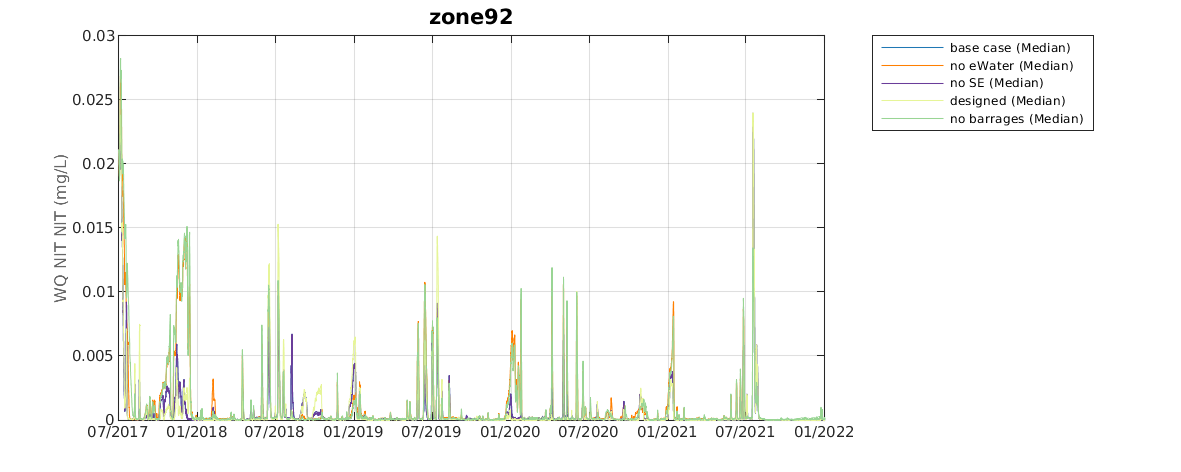 zone92
WQ NIT NIT (mg/L)
0.03
0.025
0.02
0.015
0.01
0.005
0
07/2017 01/2018 07/2018 01/2019 07/2019 01/2020 07/2020 01/2021 07/2021 01/2022
base case (Median)
no eWater (Median)
no SE (Median)
designed (Median)
no barrages (Median)